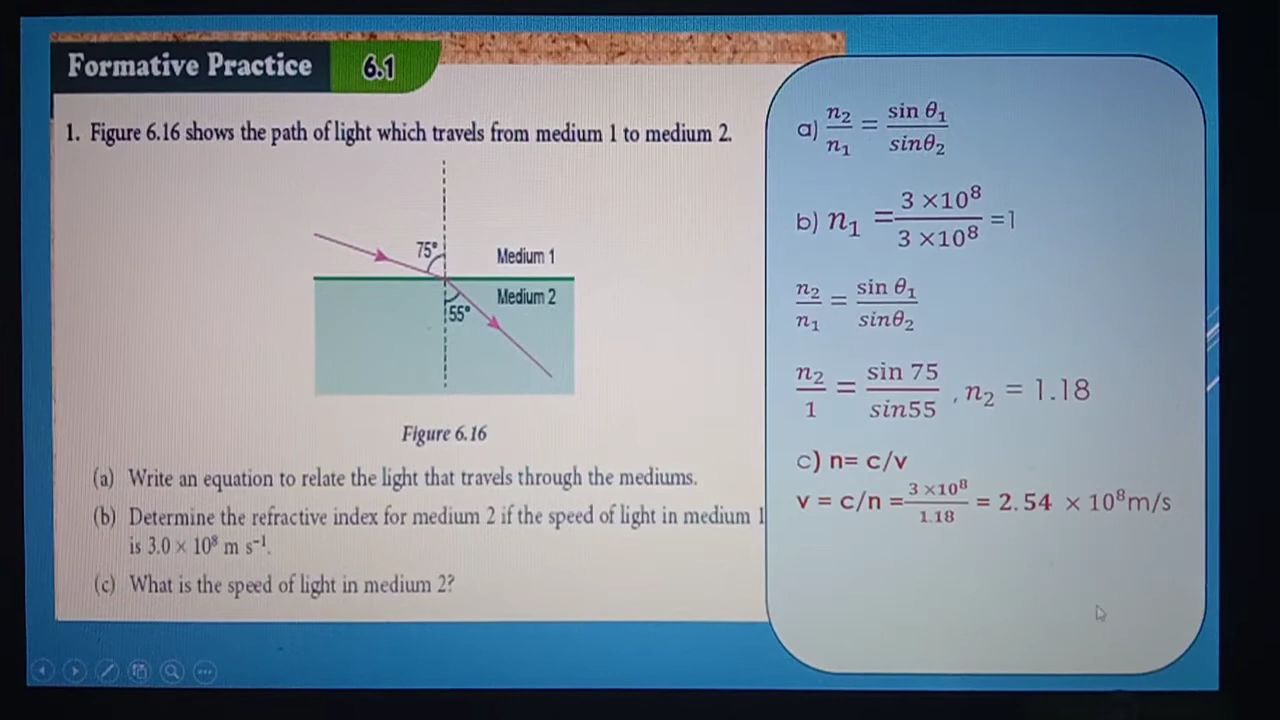 Formative Practice 6.1
1. Figure 6.16 shows the path of light which travels from medium 1 to medium 2.
75°
Medium 1
Medium 2
55°
Figure 6.16
(a) Write an equation to relate the light that travels through the mediums.
(b) Determine the refractive index for medium 2 if the speed of light in medium 1
is 3.0 × 10⁸ m s⁻¹.
(c) What is the speed of light in medium 2?
a) n₂/n₁ = sin θ₁/sinθ₂
b) n₁ = 3 ×10⁸/3 ×10⁸ =1
n₂/n₁ = sin θ₁/sinθ₂
n₂/1 = sin 75/sin55 , n₂ = 1.18
c) n= c/v
v = c/n = 3 ×10⁸/1.18 = 2.54 × 10⁸m/s